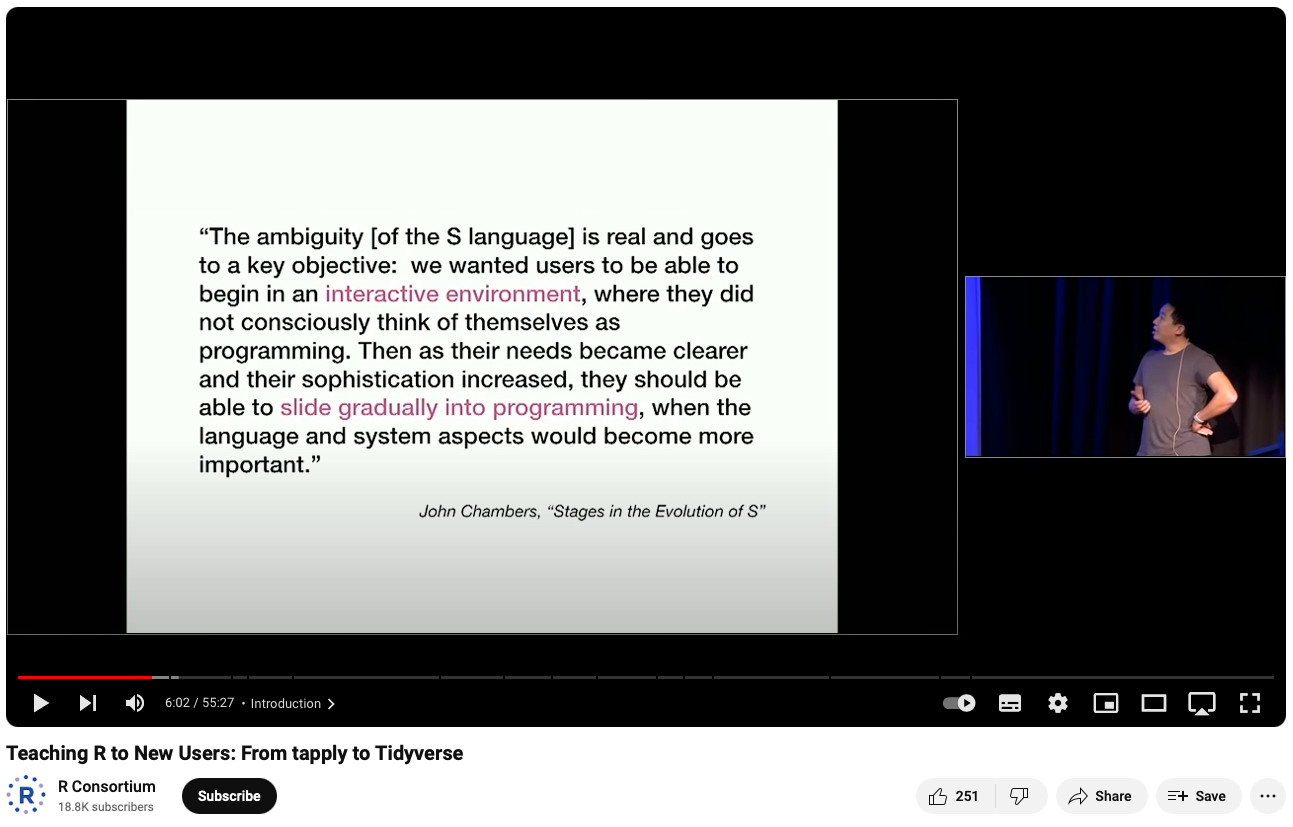 “The ambiguity [of the S language] is real and goes
to a key objective:  we wanted users to be able to
begin in an interactive environment, where they did
not consciously think of themselves as
programming. Then as their needs became clearer
and their sophistication increased, they should be
able to slide gradually into programming, when the
language and system aspects would become more
important.”
John Chambers, “Stages in the Evolution of S”
6:02 / 55:27 • Introduction
Teaching R to New Users: From tapply to Tidyverse
R
R Consortium
18.8K subscribers
Subscribe
251
Share
Save